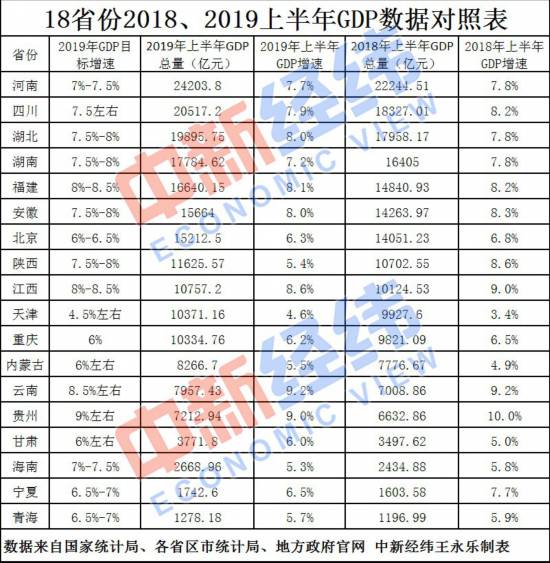 18省份2018、2019上半年GDP数据对照表
省份 2019年GDP目标增速 2019年上半年GDP总量（亿元） 2019年上半年GDP增速 2018年上半年GDP总量（亿元） 2018年上半年GDP增速
河南 7%-7.5% 24203.8 7.7% 22244.51 7.8%
四川 7.5左右 20517.2 7.9% 18327.01 8.2%
湖北 7.5%-8% 19895.75 8.0% 17958.17 7.8%
湖南 7.5%-8% 17784.62 7.2% 16405 7.8%
福建 8%-8.5% 16640.15 8.1% 14840.93 8.2%
安徽 7.5%-8% 15664 8.0% 14263.97 8.3%
北京 6%-6.5% 15212.5 6.3% 14051.23 6.8%
陕西 7.5%-8% 11625.57 5.4% 10702.55 8.6%
江西 8%-8.5% 10757.2 8.6% 10124.53 9.0%
天津 4.5%左右 10371.16 4.6% 9927.6 3.4%
重庆 6% 10334.76 6.2% 9821.09 6.5%
内蒙古 6%左右 8266.7 5.5% 7776.67 4.9%
云南 8.5%左右 7957.43 9.2% 7008.86 9.2%
贵州 9%左右 7212.94 9.0% 6632.86 10.0%
甘肃 6%左右 3771.8 6.0% 3497.62 5.0%
海南 7%-7.5% 2668.96 5.3% 2434.88 5.8%
宁夏 6.5%-7% 1742.6 6.5% 1603.58 7.7%
青海 6.5%-7% 1278.18 5.7% 1196.99 5.9%
数据来自国家统计局、各省区市统计局、地方政府官网 中新经纬王永乐制表
中新经纬
ECONOMIC VIEW
中新经纬
ECONOMIC VIEW